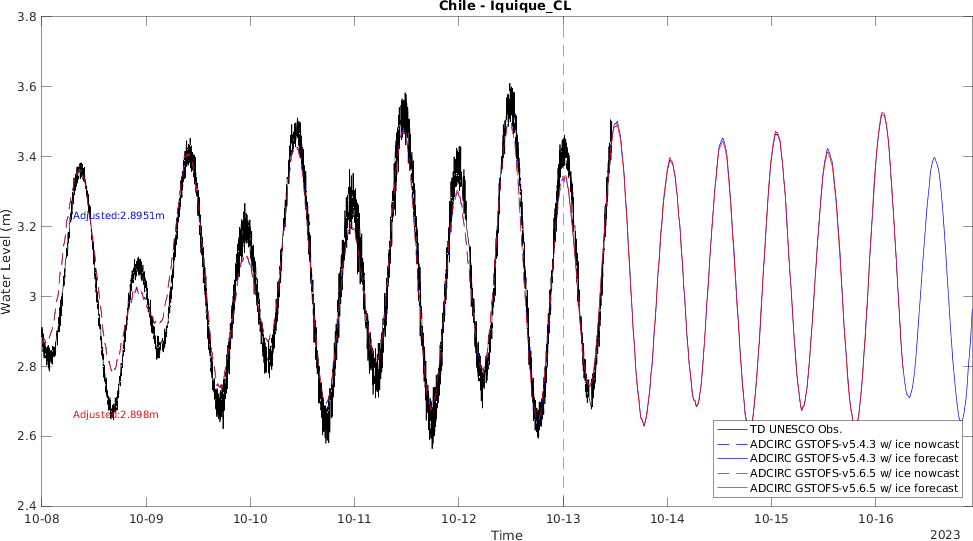 Chile - Iquique_CL
3.8
3.6
3.4
3.2
3
2.8
2.6
2.4
Water Level (m)
Adjusted:2.8951m
Adjusted:2.898m
TD UNESCO Obs.
ADCIRC GSTOFS-v5.4.3 w/ ice nowcast
ADCIRC GSTOFS-v5.4.3 w/ ice forecast
ADCIRC GSTOFS-v5.6.5 w/ ice nowcast
ADCIRC GSTOFS-v5.6.5 w/ ice forecast
10-08 10-09 10-10 10-11 10-12 10-13 10-14 10-15 10-16
Time
2023